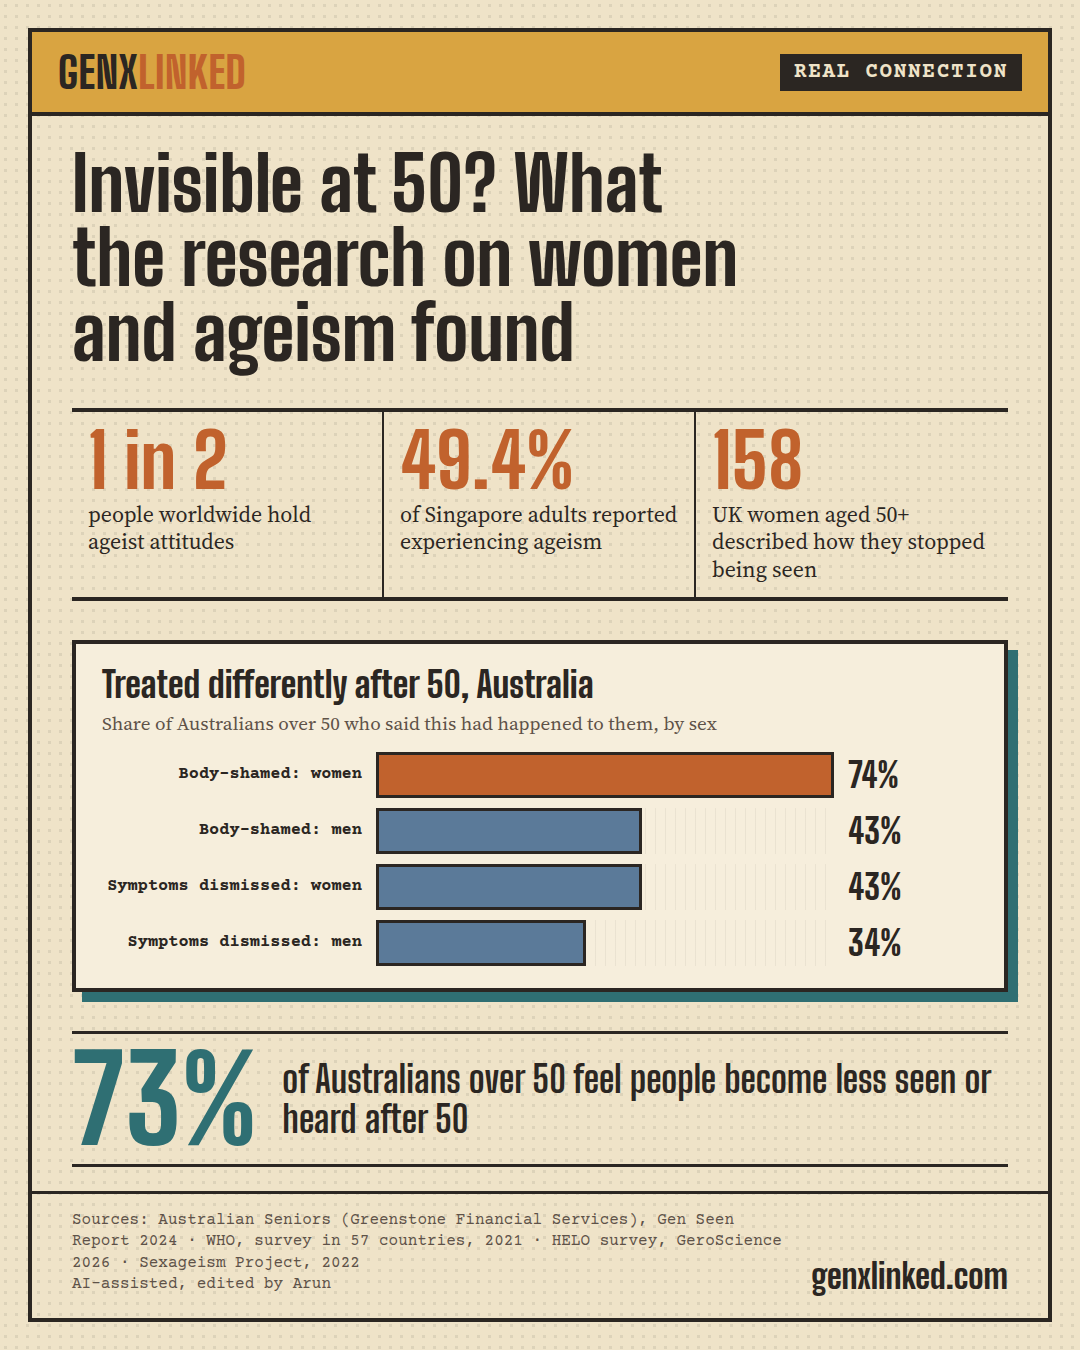 GENXLINKED
REAL CONNECTION
Invisible at 50? What
the research on women
and ageism found
1 in 2
people worldwide hold
ageist attitudes
49.4%
of Singapore adults reported
experiencing ageism
158
UK women aged 50+
described how they stopped
being seen
Treated differently after 50, Australia
Share of Australians over 50 who said this had happened to them, by sex
Body-shamed: women 74%
Body-shamed: men 43%
Symptoms dismissed: women 43%
Symptoms dismissed: men 34%
73%
of Australians over 50 feel people become less seen or
heard after 50
Sources: Australian Seniors (Greenstone Financial Services), Gen Seen
Report 2024 · WHO, survey in 57 countries, 2021 · HELO survey, GeroScience
2026 · Sexageism Project, 2022
AI-assisted, edited by Arun
genxlinked.com